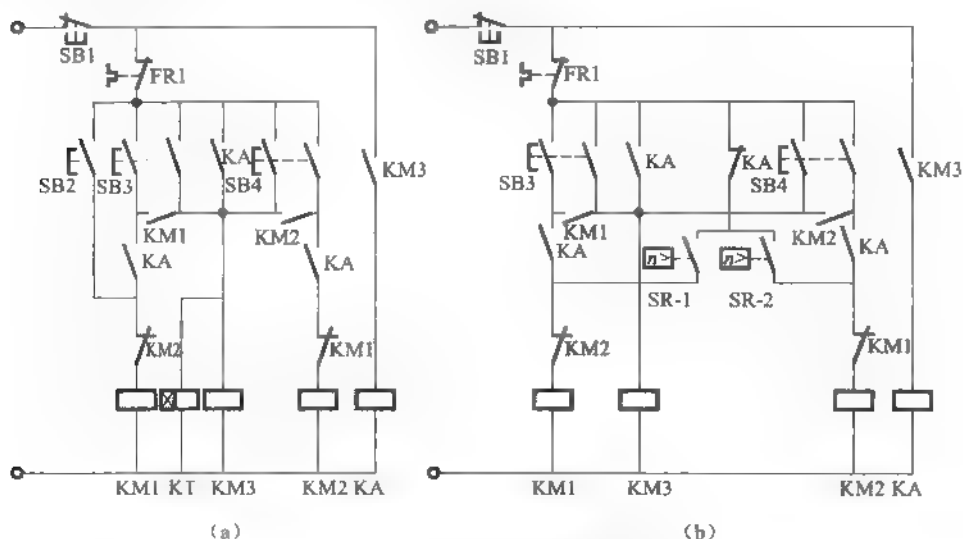 SB1
FR1
SB2
SB3
KA
SB4
KM3
KM1
KM2
KA
KA
KM2
KM1
KM1
KT
KM3
KM2
KA
(a)
SB1
FR1
SB3
KA
KA
SB4
KM3
KM1
KM2
KA
KA
n>
n>
SR-1
SR-2
KM2
KM1
KM1
KM3
KM2
KA
(b)